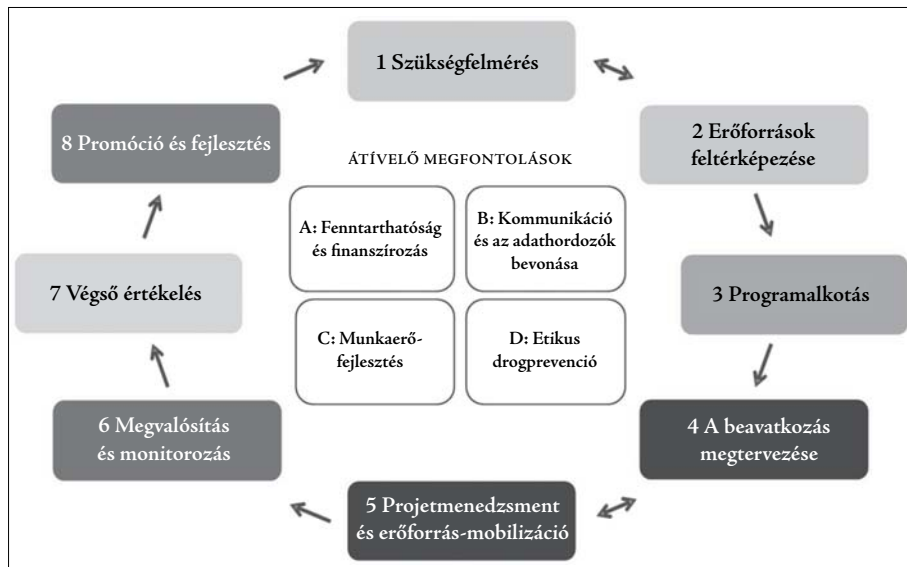 1 Szükségfelmérés
2 Erőforrások
feltérképezése
3 Programalkotás
4 A beavatkozás
megtervezése
5 Projetmenedzsment
és erőforrás-mobilizáció
6 Megvalósítás
és monitorozás
7 Végső értékelés
8 Promóció és fejlesztés
ÁTÍVELŐ MEGFONTOLÁSOK
A: Fenntarthatóság
és finanszírozás
B: Kommunikáció
és az adathordozók
bevonása
C: Munkaerő-
fejlesztés
D: Etikus
drogprevenció